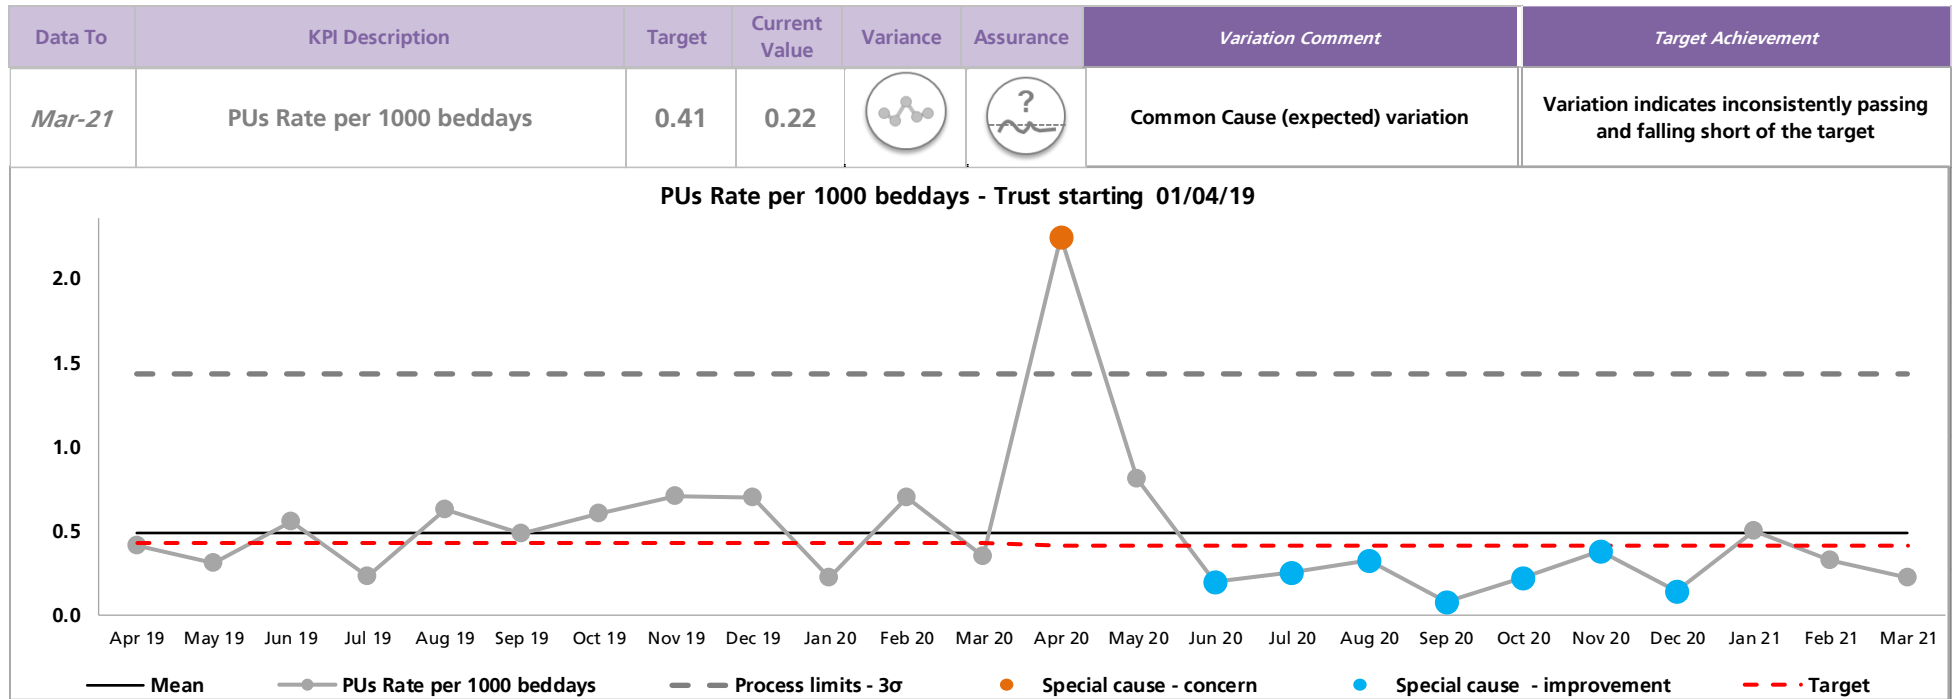 Data To KPI Description Target Current Value Variance Assurance Variation Comment Target Achievement
Mar-21 PUs Rate per 1000 beddays 0.41 0.22 ? Common Cause (expected) variation Variation indicates inconsistently passing
and falling short of the target
PUs Rate per 1000 beddays - Trust starting 01/04/19
2.0
1.5
1.0
0.5
0.0
Apr 19 May 19 Jun 19 Jul 19 Aug 19 Sep 19 Oct 19 Nov 19 Dec 19 Jan 20 Feb 20 Mar 20 Apr 20 May 20 Jun 20 Jul 20 Aug 20 Sep 20 Oct 20 Nov 20 Dec 20 Jan 21 Feb 21 Mar 21
Mean PUs Rate per 1000 beddays Process limits - 3σ Special cause - concern Special cause - improvement Target